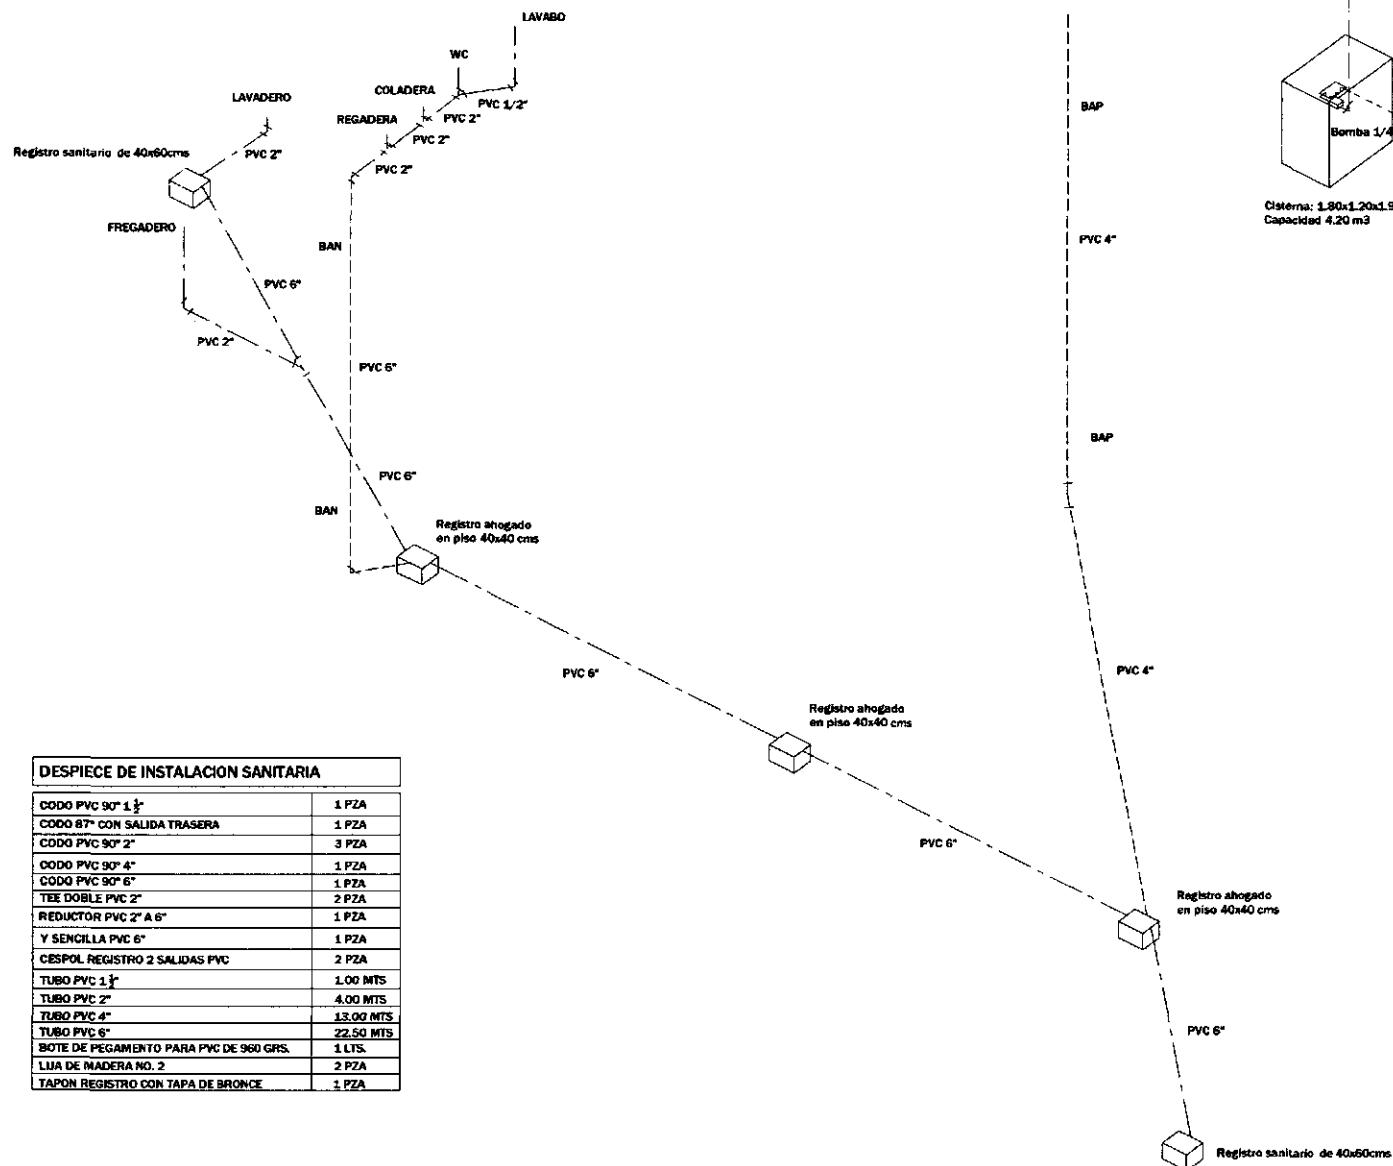 LAVABO
WC
COLADERA
PVC 1/2"
LAVADERO
REGADERA
PVC 2"
PVC 2"
PVC 2"
Registro sanitario de 40x60cms
PVC 2"
FREGADERO
BAN
PVC 6"
PVC 2"
PVC 6"
PVC 6"
BAN
Registro ahogado
en piso 40x40 cms
BAP
Bomba 1/4
Cisterna: 1.80x1.20x1.9
Capacidad 4.20 m3
PVC 4"
BAP
PVC 6"
PVC 4"
Registro ahogado
en piso 40x40 cms
PVC 6"
Registro ahogado
en piso 40x40 cms
PVC 6"
Registro sanitario de 40x60cms
DESPIECE DE INSTALACION SANITARIA
CODO PVC 90° 1 ½" 1 PZA
CODO 87° CON SALIDA TRASERA 1 PZA
CODO PVC 90° 2" 3 PZA
CODO PVC 90° 4" 1 PZA
CODO PVC 90° 6" 1 PZA
TEE DOBLE PVC 2" 2 PZA
REDUCTOR PVC 2" A 6" 1 PZA
Y SENCILLA PVC 6" 1 PZA
CESPOL REGISTRO 2 SALIDAS PVC 2 PZA
TUBO PVC 1 ½" 1.00 MTS
TUBO PVC 2" 4.00 MTS
TUBO PVC 4" 13.00 MTS
TUBO PVC 6" 22.50 MTS
BOTE DE PEGAMENTO PARA PVC DE 960 GRS. 1 LTS.
LIJA DE MADERA NO. 2 2 PZA
TAPON REGISTRO CON TAPA DE BRONCE 1 PZA